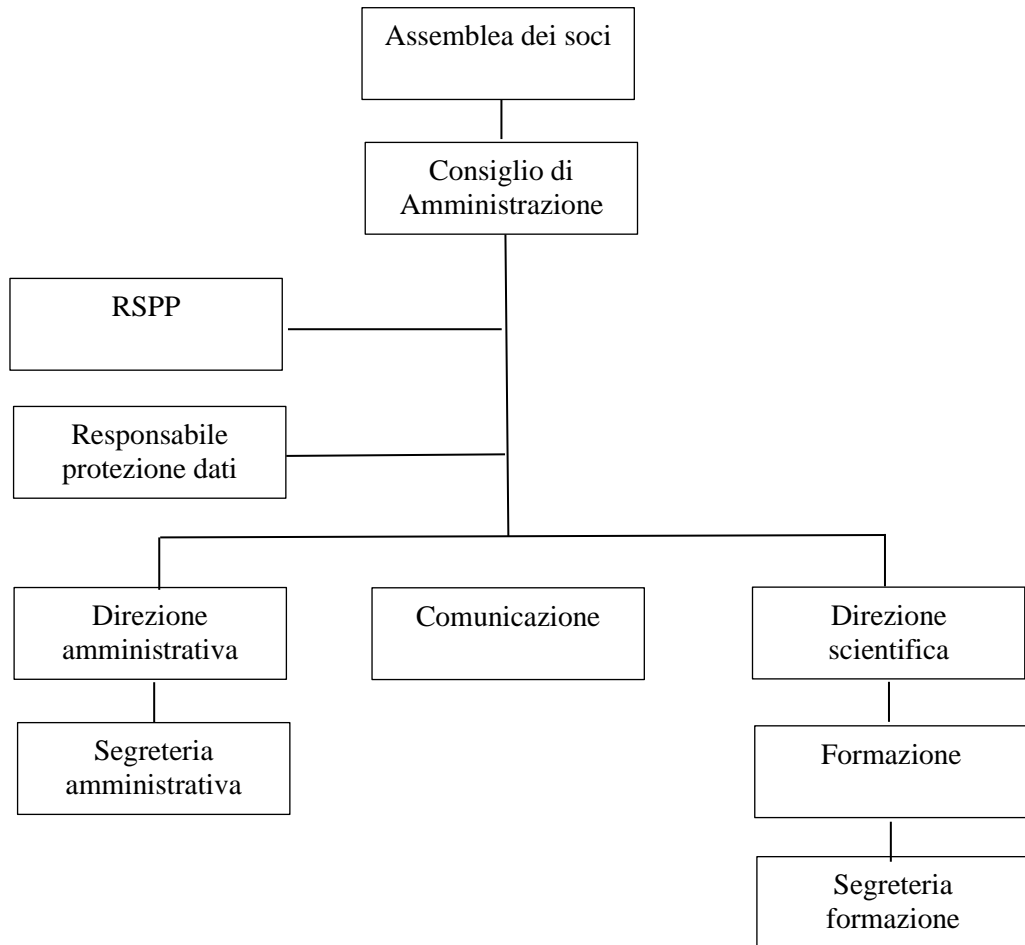 Assemblea dei soci
Consiglio di
Amministrazione
RSPP
Responsabile
protezione dati
Direzione
amministrativa
Comunicazione
Direzione
scientifica
Segreteria
amministrativa
Formazione
Segreteria
formazione